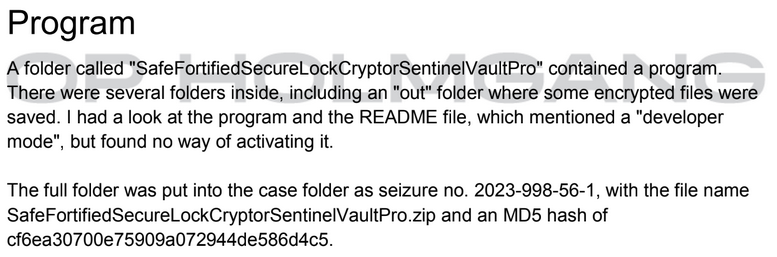 Program
OP HOLMGANG
A folder called "SafeFortifiedSecureLockCryptorSentinelVaultPro" contained a program.
There were several folders inside, including an "out" folder where some encrypted files were
saved. I had a look at the program and the README file, which mentioned a "developer
mode", but found no way of activating it.
The full folder was put into the case folder as seizure no. 2023-998-56-1, with the file name
SafeFortifiedSecureLockCryptorSentinelVaultPro.zip and an MD5 hash of
cf6ea30700e75909a072944de586d4c5.